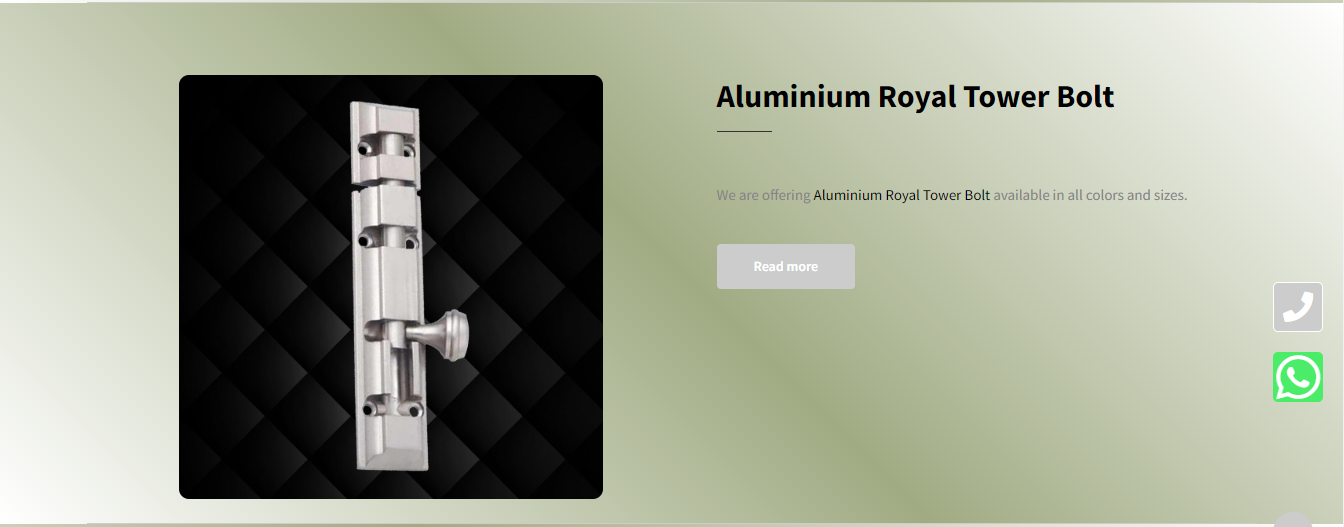 Aluminium Royal Tower Bolt
We are offering Aluminium Royal Tower Bolt available in all colors and sizes.
Read more